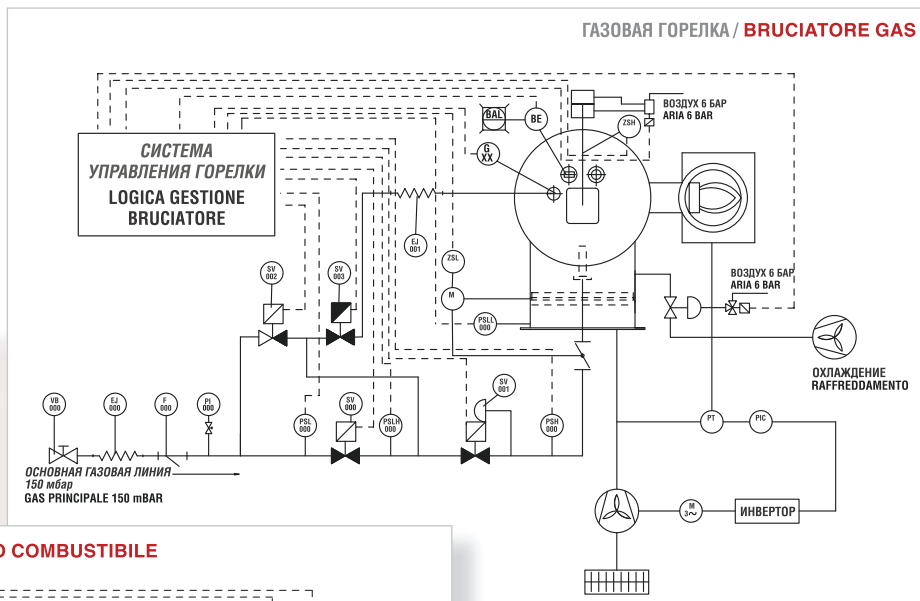 ГАЗОВАЯ ГОРЕЛКА / BRUCIATORE GAS
ВОЗДУХ 6 БАР
ARIA 6 BAR
BAL
BE
ZSH
G
XX
СИСТЕМА
УПРАВЛЕНИЯ ГОРЕЛКИ
LOGICA GESTIONE
BRUCIATORE
EJ
001
ZSL
SV
002
SV
003
M
ВОЗДУХ 6 БАР
ARIA 6 BAR
PSLL
000
ОХЛАЖДЕНИЕ
RAFFREDDAMENTO
SV
001
VB
000
EJ
000
F
000
PI
000
SV
000
PSL
000
PSLH
000
PSH
000
PT
PIC
ОСНОВНАЯ ГАЗОВАЯ ЛИНИЯ
150 мбар
GAS PRINCIPALE 150 mBAR
M
3~
ИНВЕРТОР
COMBUSTIBILE